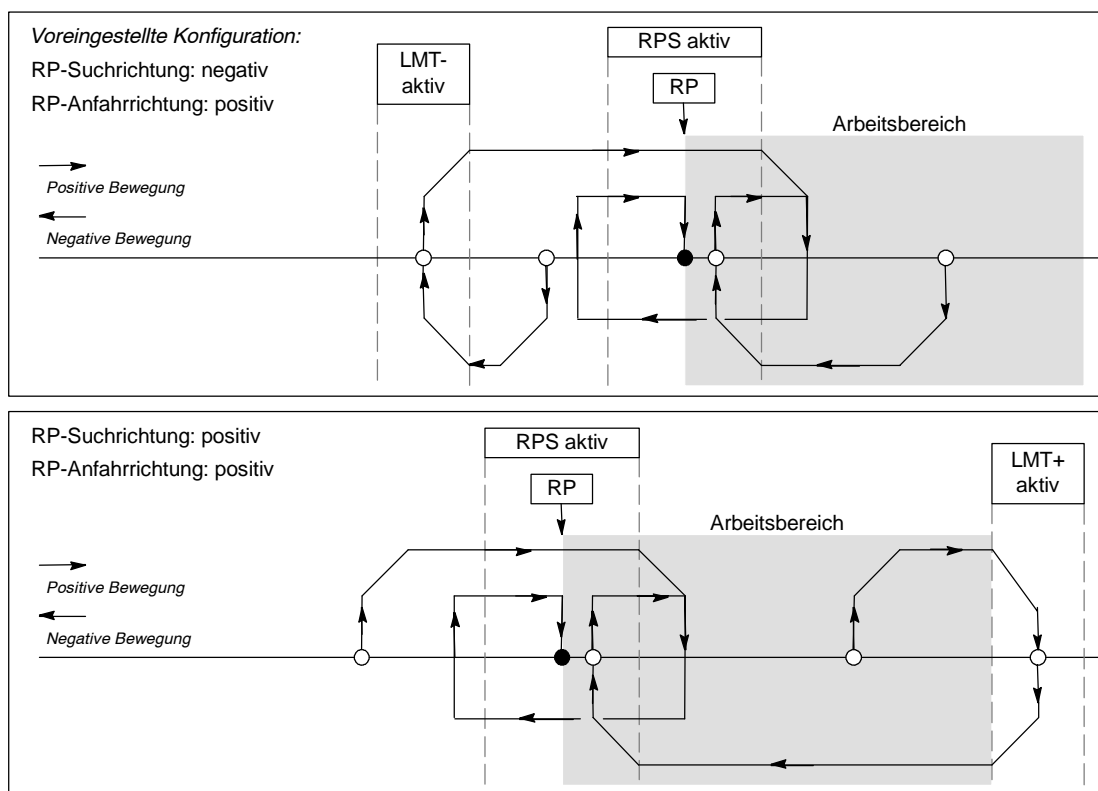 Voreingestellte Konfiguration:
RP-Suchrichtung: negativ
RP-Anfahrrichtung: positiv
LMT-
aktiv
RPS aktiv
RP
Arbeitsbereich
Positive Bewegung
Negative Bewegung
RP-Suchrichtung: positiv
RP-Anfahrrichtung: positiv
RPS aktiv
RP
LMT+
aktiv
Arbeitsbereich
Positive Bewegung
Negative Bewegung